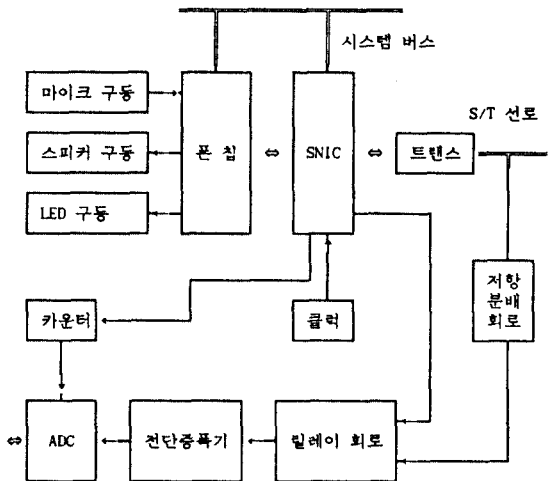 시스템 버스
마이크 구동
S/T 선로
스피커 구동
폰 칩
⇔
SNIC
⇔
트랜스
LED 구동
저항
분배
회로
카운터
클럭
⇔
ADC
전단증폭기
릴레이 회로